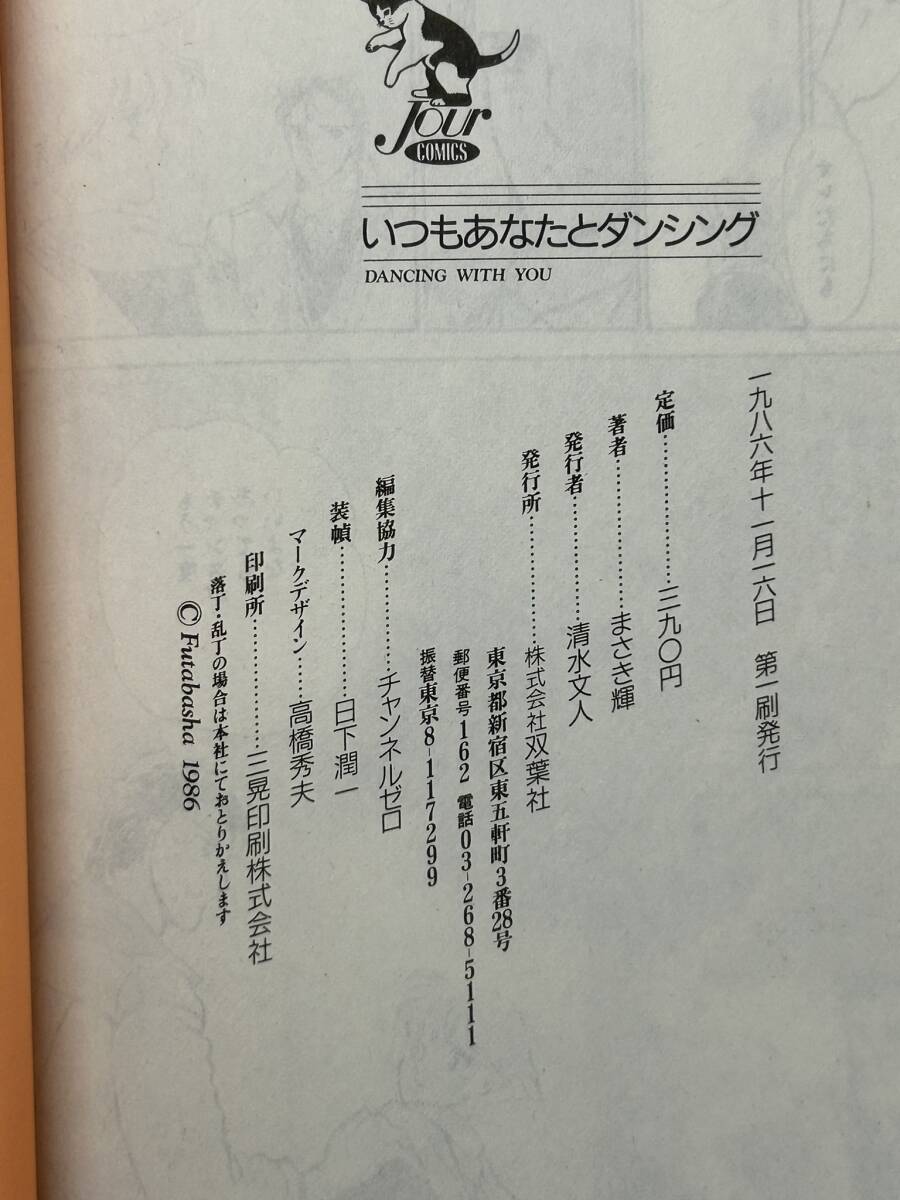 Jour
COMICS
いつもあなたとダンシング
DANCING WITH YOU
一九八六年十一月一六日 第一刷発行
定価……………………三九〇円
著者……………………まさき輝
発行者…………………清水文人
発行所…………………株式会社双葉社
東京都新宿区東五軒町3番28号
郵便番号162 電話03-268-5111
振替東京8-117299
編集協力………………チャンネルゼロ
装幀……………………日下潤一
マークデザイン………高橋秀夫
印刷所…………………三晃印刷株式会社
落丁・乱丁の場合は本社にておとりかえします
© Futabasha 1986